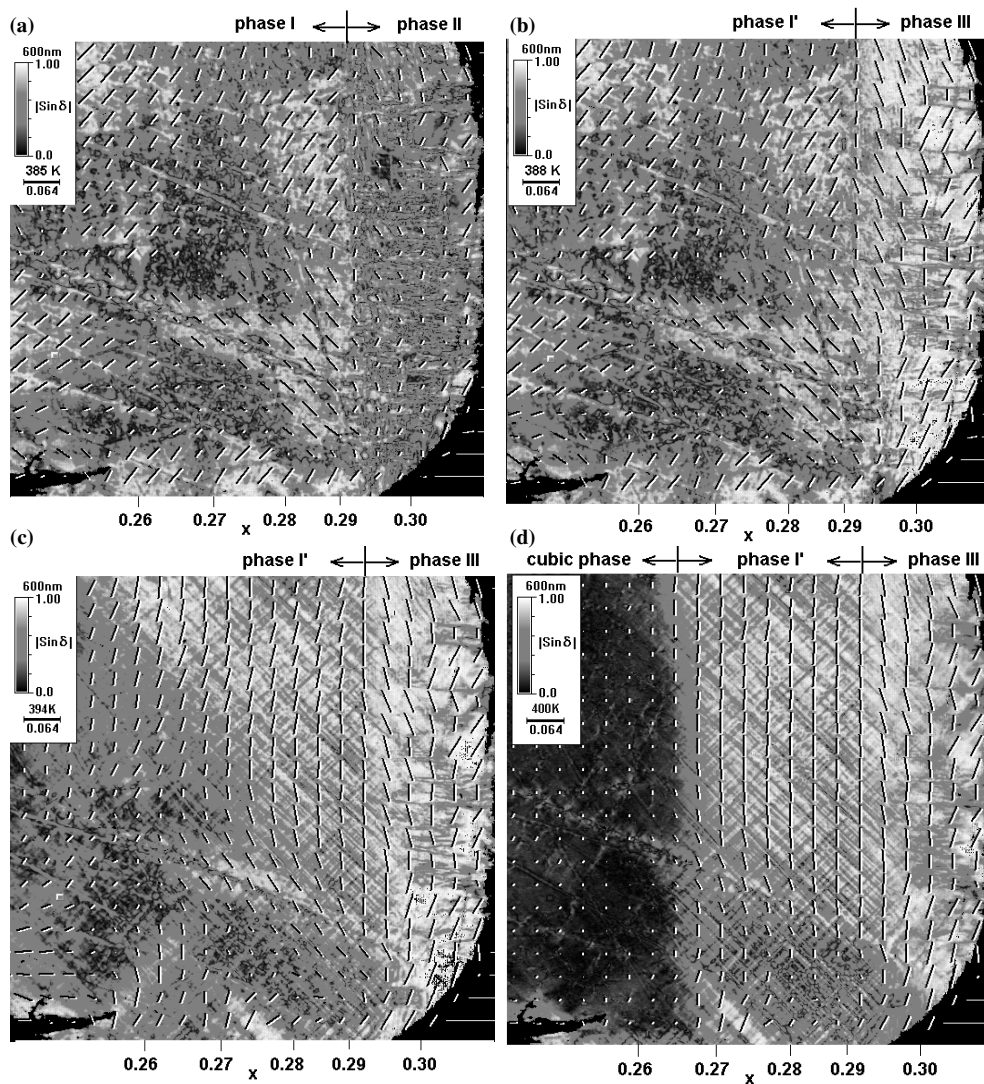 (a)
phase I
phase II
600nm
1.00
|Sinδ|
0.0
385 K
0.064
0.26
0.27
0.28
0.29
0.30
x
(b)
phase I'
phase III
600nm
1.00
|Sinδ|
0.0
388 K
0.064
0.26
0.27
0.28
0.29
0.30
x
(c)
phase I'
phase III
600nm
1.00
|Sinδ|
0.0
394K
0.064
0.26
0.27
0.28
0.29
0.30
x
(d)
cubic phase
phase I'
phase III
600nm
1.00
|Sinδ|
0.0
400K
0.064
0.26
0.27
0.28
0.29
0.30
x